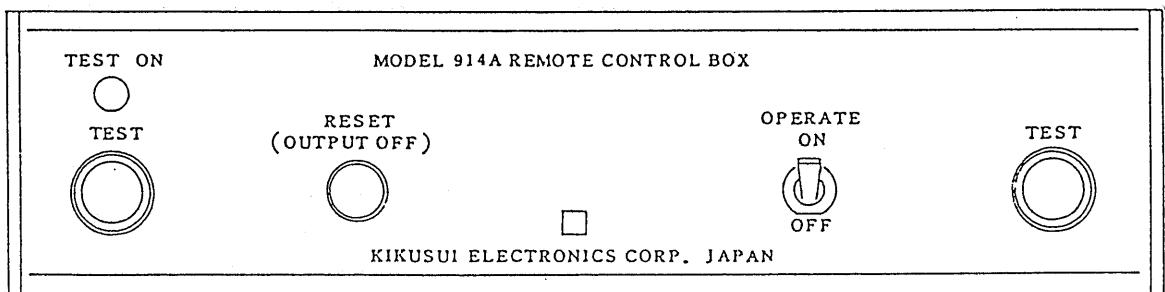 TEST ON
MODEL 914A REMOTE CONTROL BOX
TEST
RESET
(OUTPUT OFF)
OPERATE
ON
OFF
TEST
KIKUSUI ELECTRONICS CORP. JAPAN